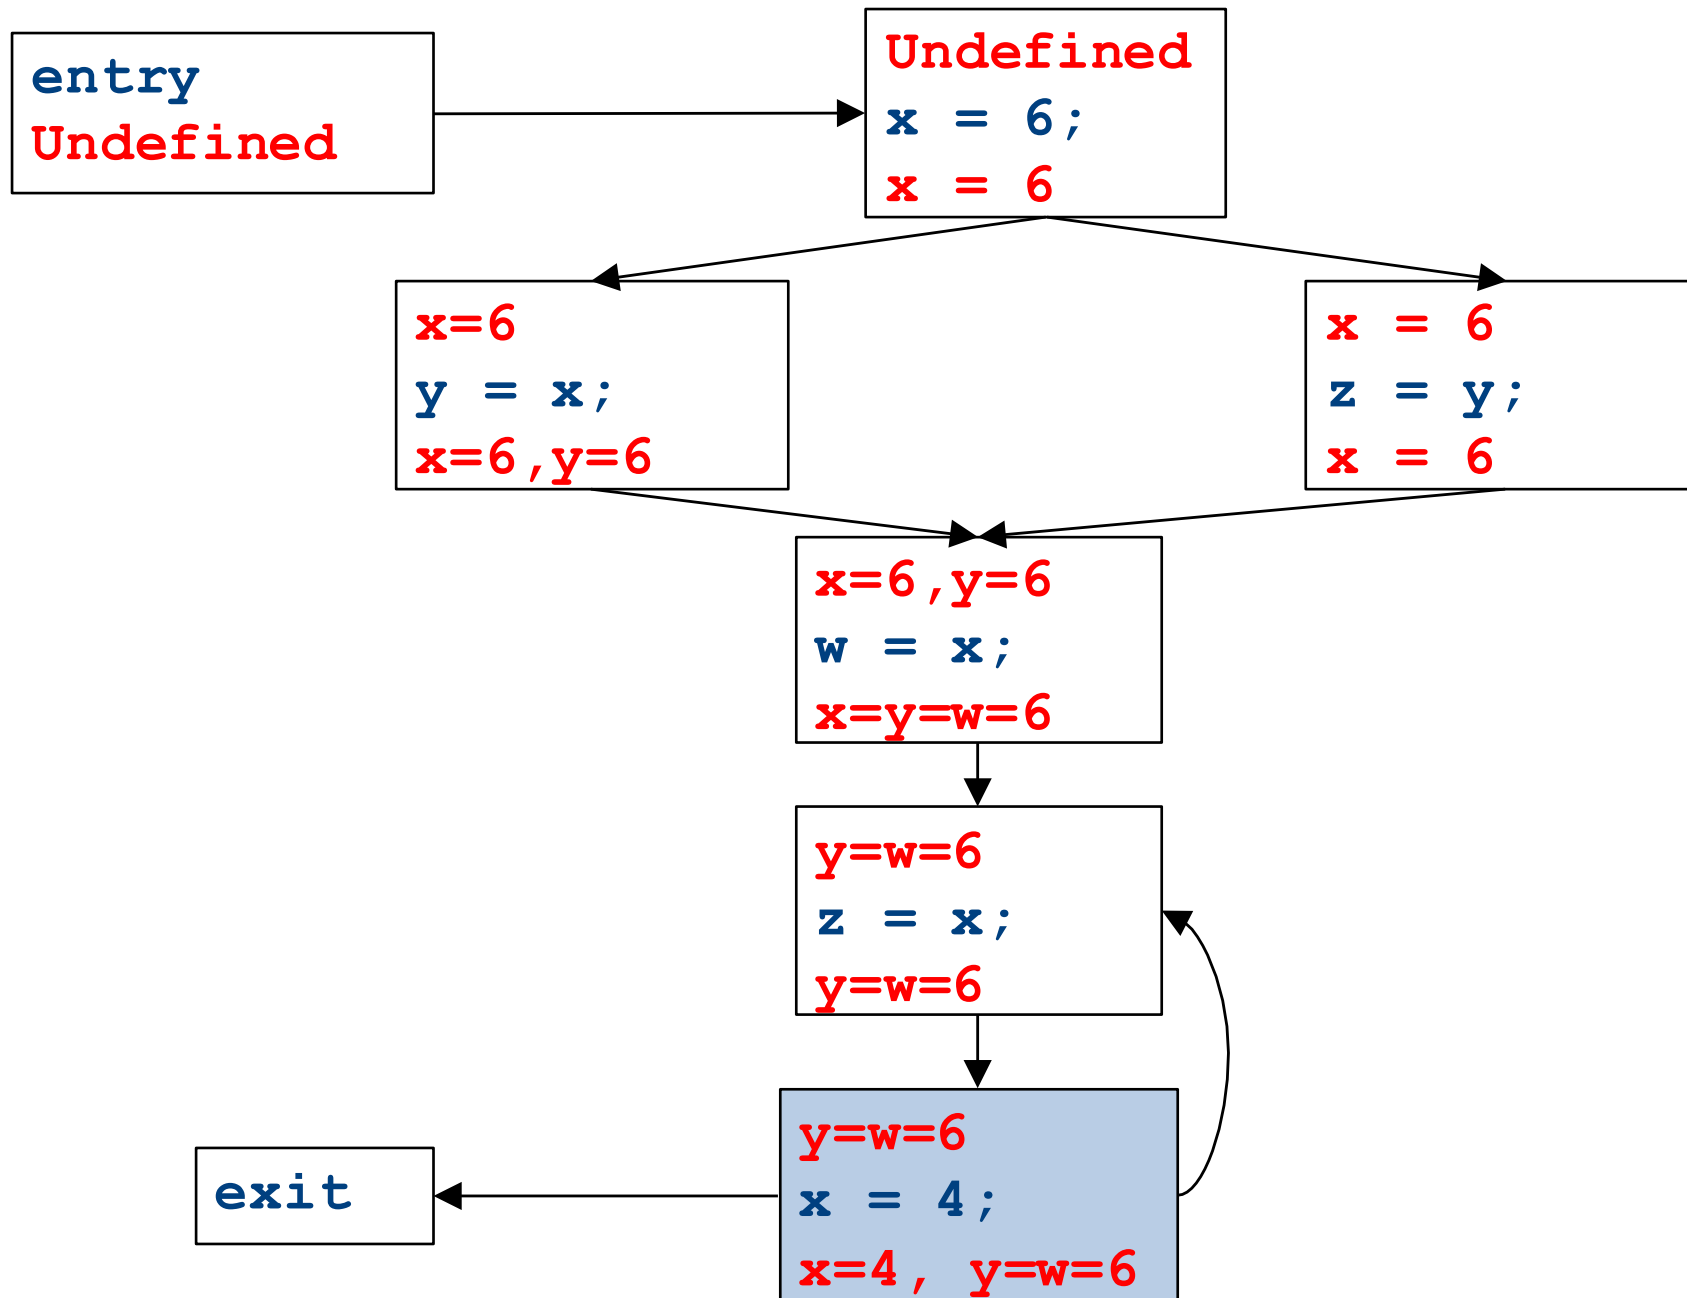 entry
Undefined
Undefined
x = 6;
x = 6
x=6
y = x;
x=6,y=6
x = 6
z = y;
x = 6
x=6,y=6
w = x;
x=y=w=6
y=w=6
z = x;
y=w=6
y=w=6
x = 4;
x=4, y=w=6
exit